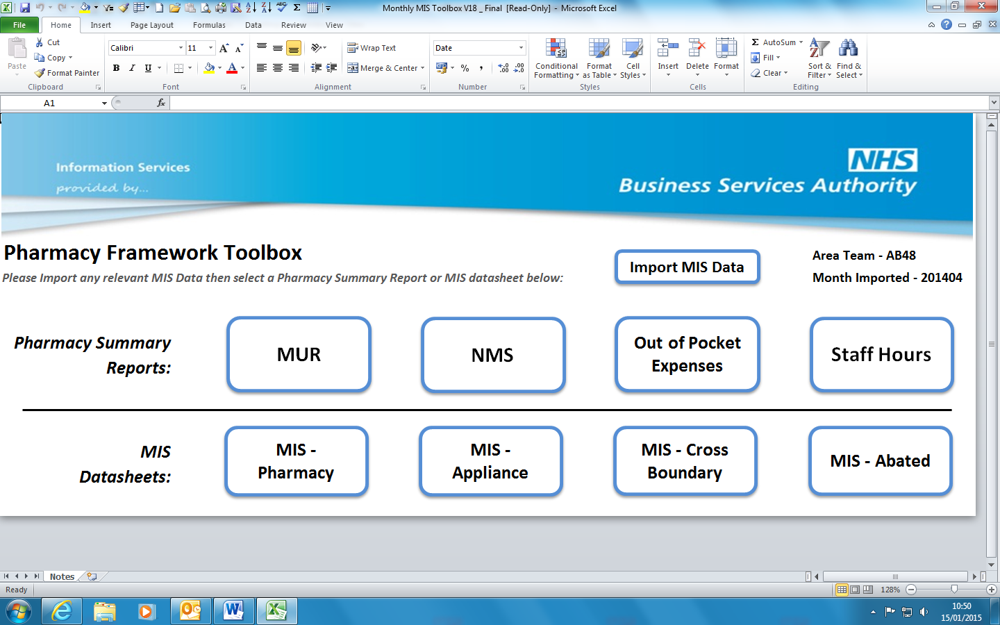 Monthly MIS Toolbox V18 _ Final [Read-Only] - Microsoft Excel
File Home Insert Page Layout Formulas Data Review View
Cut
Copy
Format Painter
Paste
Clipboard
Calibri 11
B I U
Font
Wrap Text
Merge & Center
Alignment
Date
Number
Conditional Formatting
Format as Table
Cell Styles
Styles
Insert Delete Format
Cells
AutoSum
Fill
Clear
Sort & Filter
Find & Select
Editing
A1 fx
Information Services
provided by...
NHS
Business Services Authority
Pharmacy Framework Toolbox
Please Import any relevant MIS Data then select a Pharmacy Summary Report or MIS datasheet below:
Import MIS Data
Area Team - AB48
Month Imported - 201404
Pharmacy Summary
Reports:
MUR
NMS
Out of Pocket
Expenses
Staff Hours
MIS
Datasheets:
MIS -
Pharmacy
MIS -
Appliance
MIS - Cross
Boundary
MIS - Abated
Notes
Ready
128%
10:50
15/01/2015